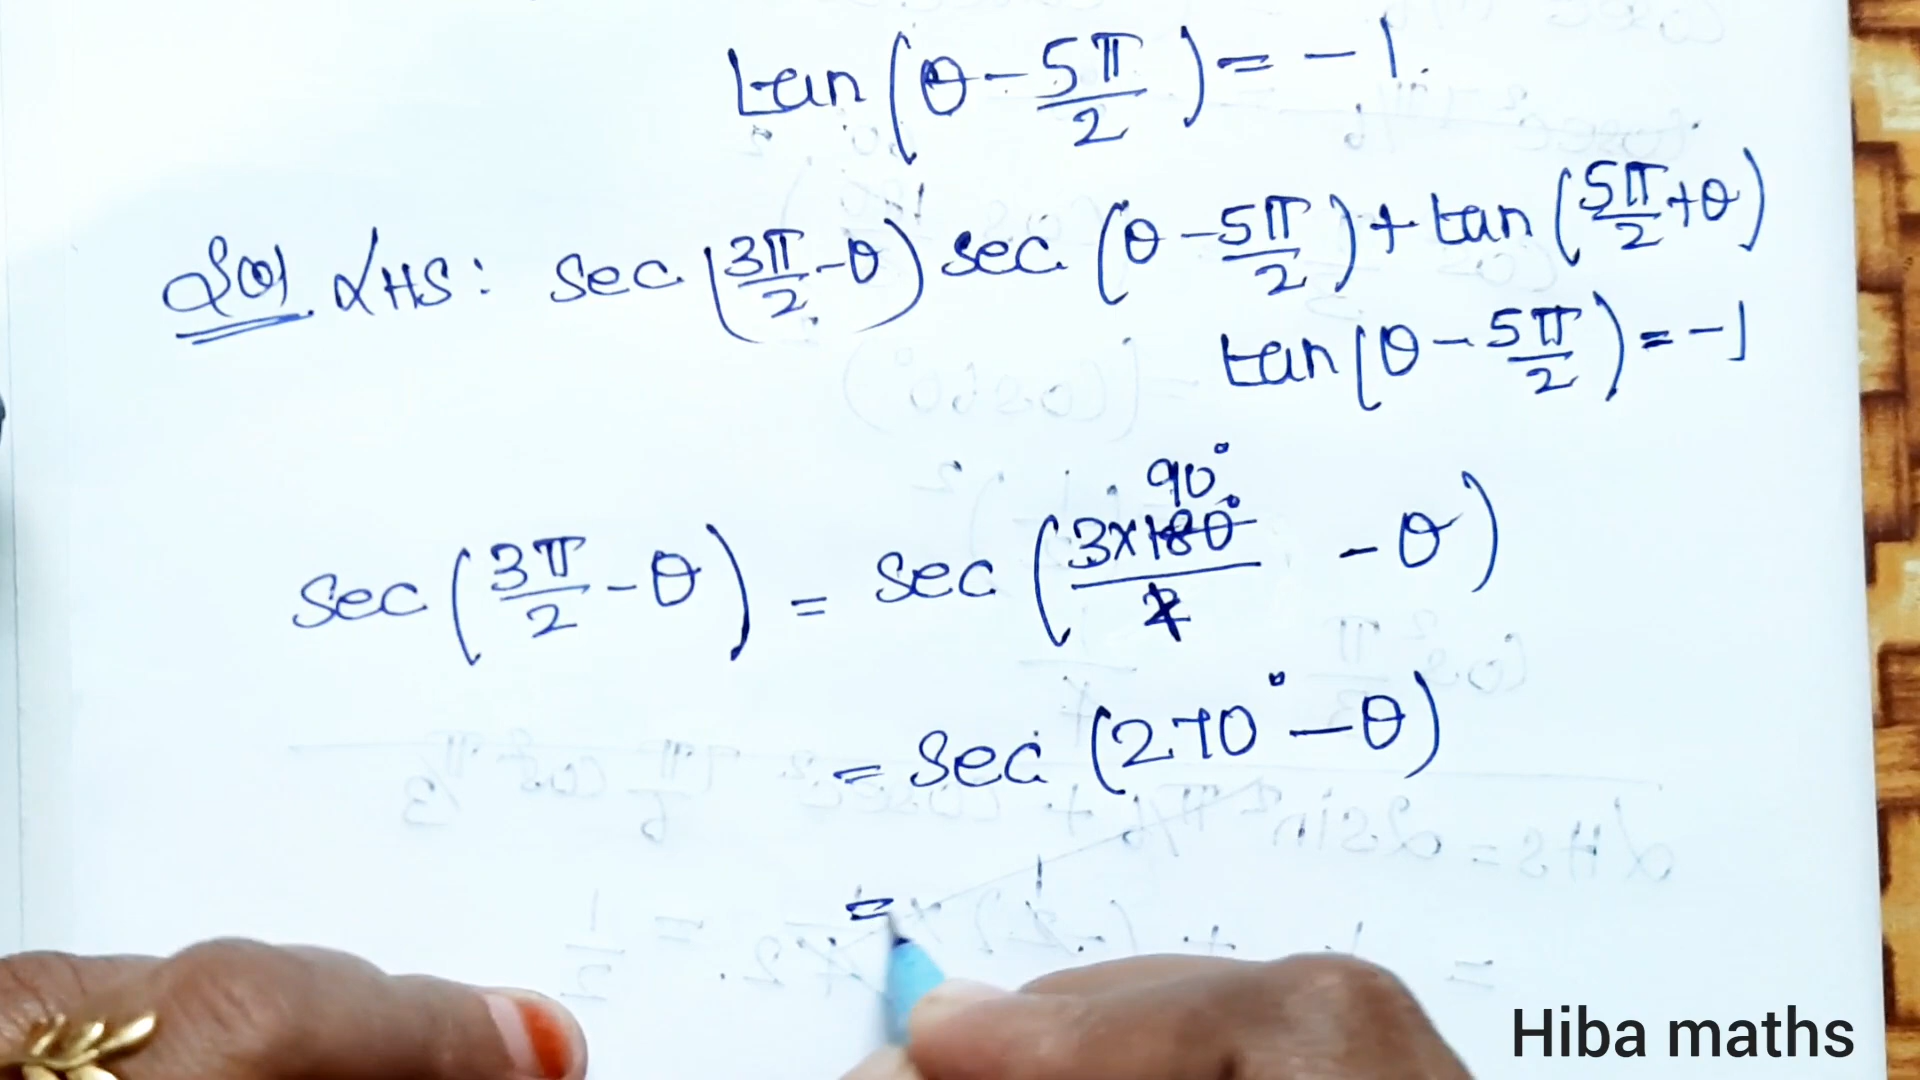 tan(θ - 5π/2) = -1.
Sol. LHS: sec(3π/2 - θ) sec(θ - 5π/2) + tan(5π/2 + θ)
tan(θ - 5π/2) = -1
sec(3π/2 - θ) = sec(3×180°/2 - θ)
90°
= sec(270° - θ)
=
Hiba maths